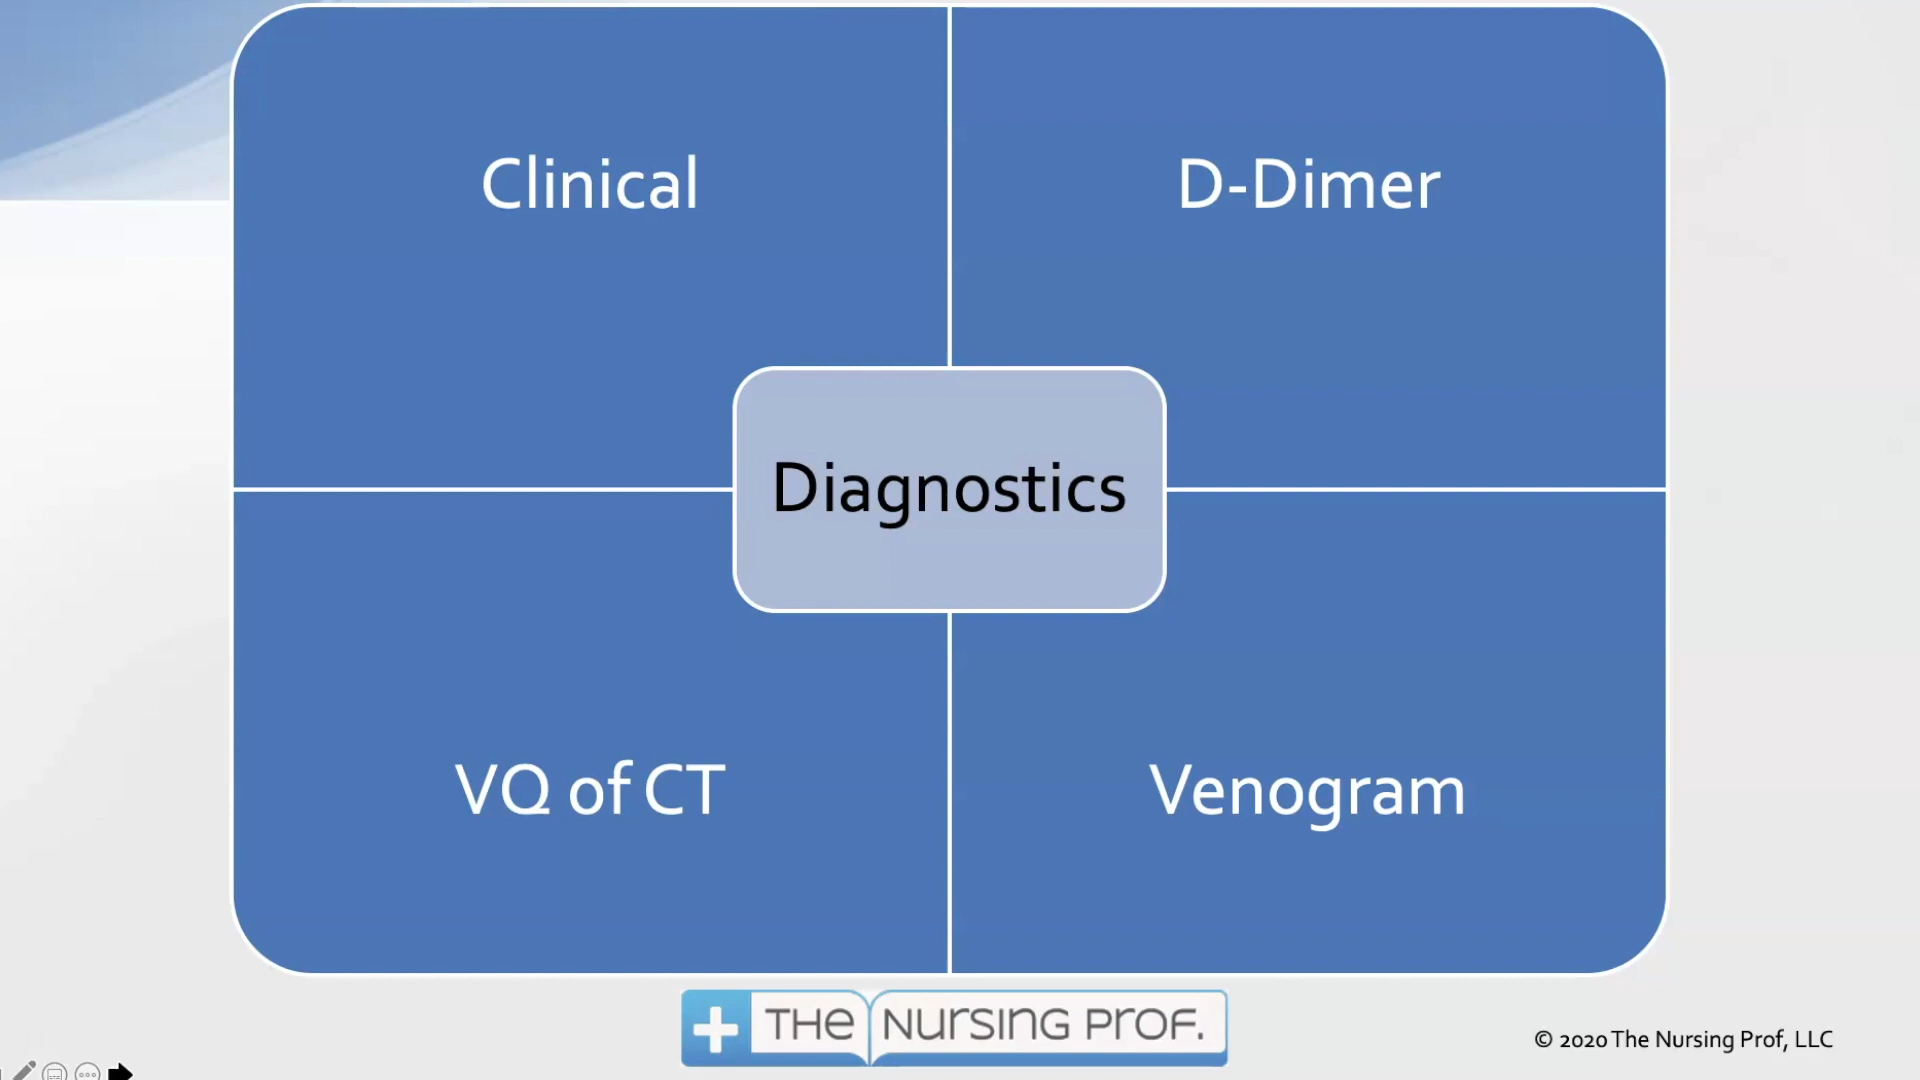 Clinical
D-Dimer
Diagnostics
VQ of CT
Venogram
THE NURSING PROF.
© 2020 The Nursing Prof, LLC